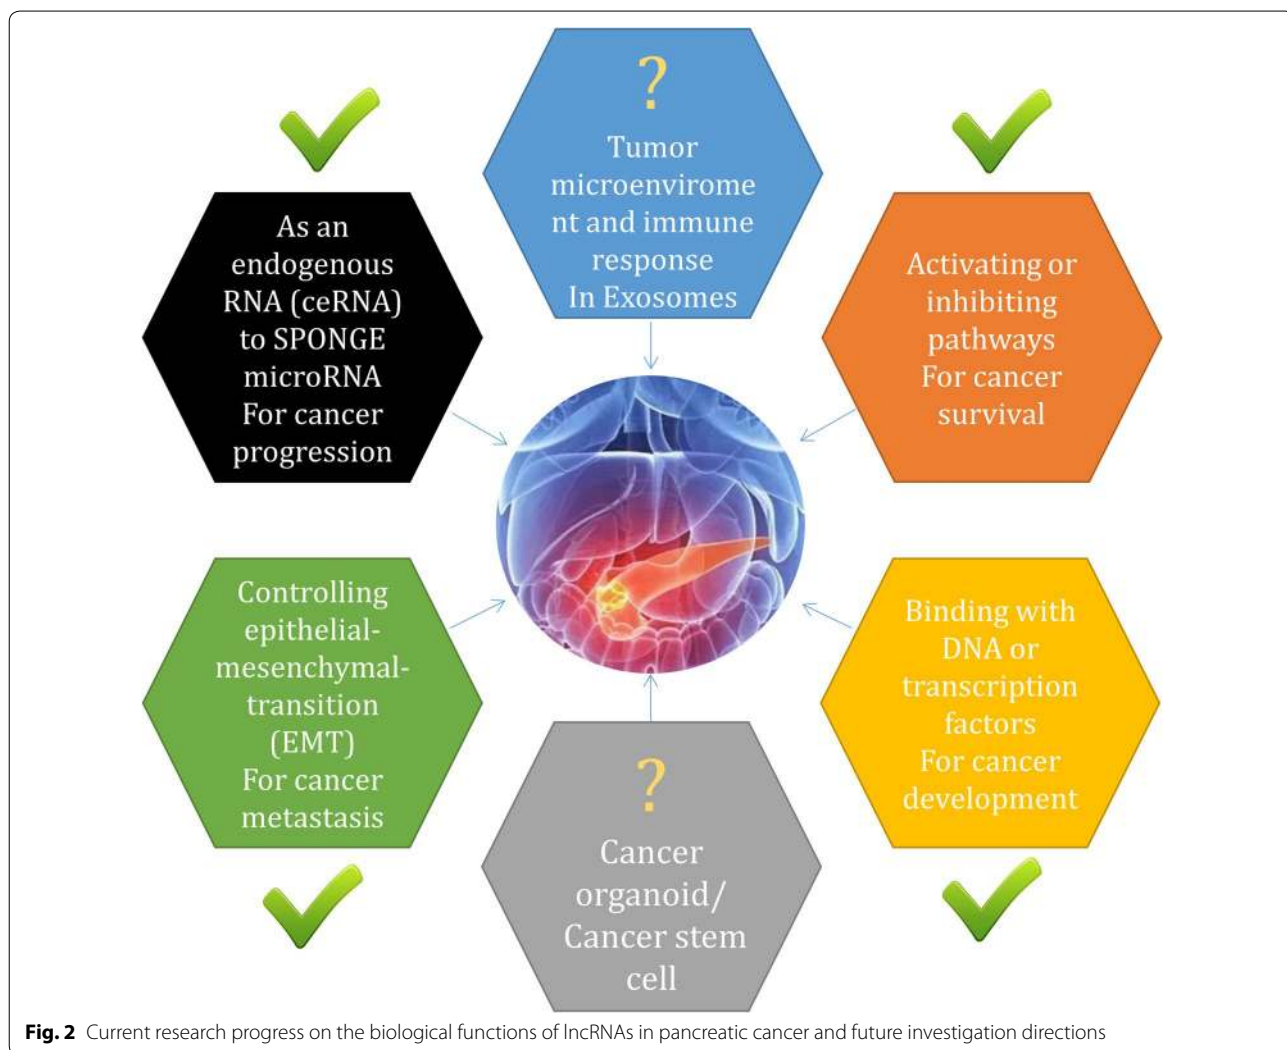 ?
Tumor
microenvirome
nt and immune
response
In Exosomes
As an
endogenous
RNA (ceRNA)
to SPONGE
microRNA
For cancer
progression
Activating or
inhibiting
pathways
For cancer
survival
Controlling
epithelial-
mesenchymal-
transition
(EMT)
For cancer
metastasis
Binding with
DNA or
transcription
factors
For cancer
development
?
Cancer
organoid/
Cancer stem
cell
Fig. 2 Current research progress on the biological functions of lncRNAs in pancreatic cancer and future investigation directions